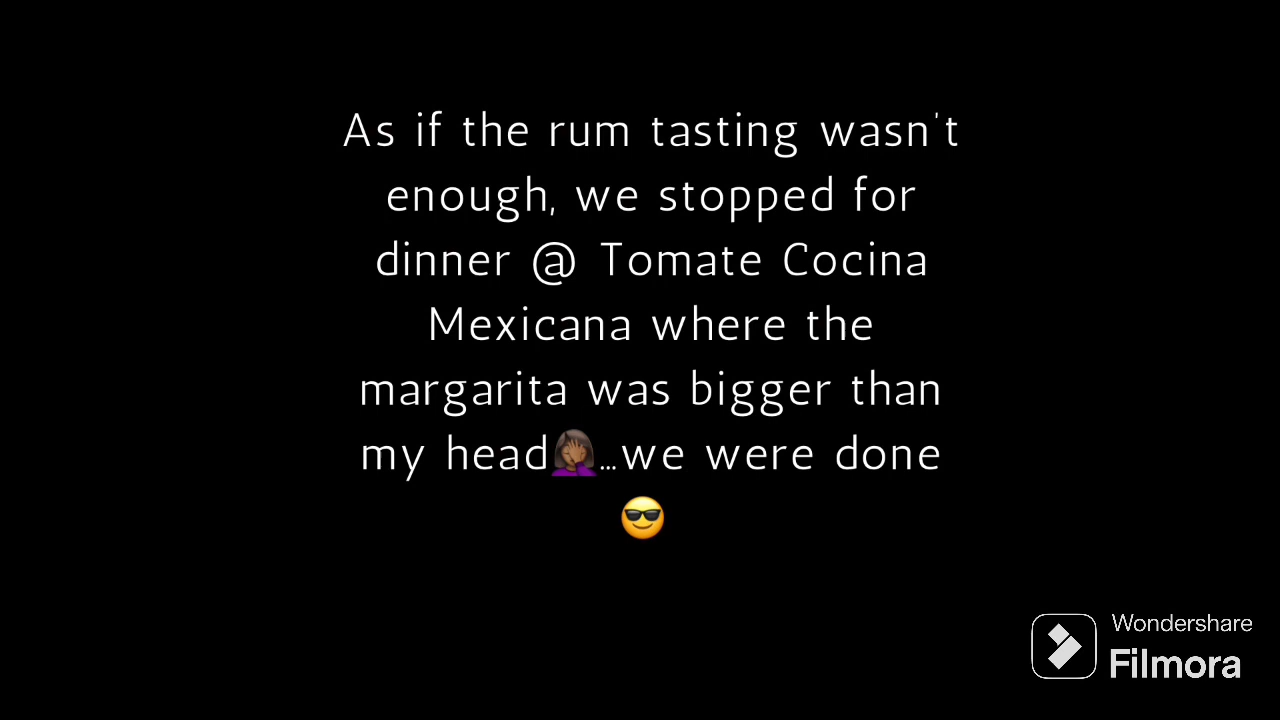 As if the rum tasting wasn't
enough, we stopped for
dinner @ Tomate Cocina
Mexicana where the
margarita was bigger than
my head🤦🏾‍♀️...we were done
😎
Wondershare
Filmora